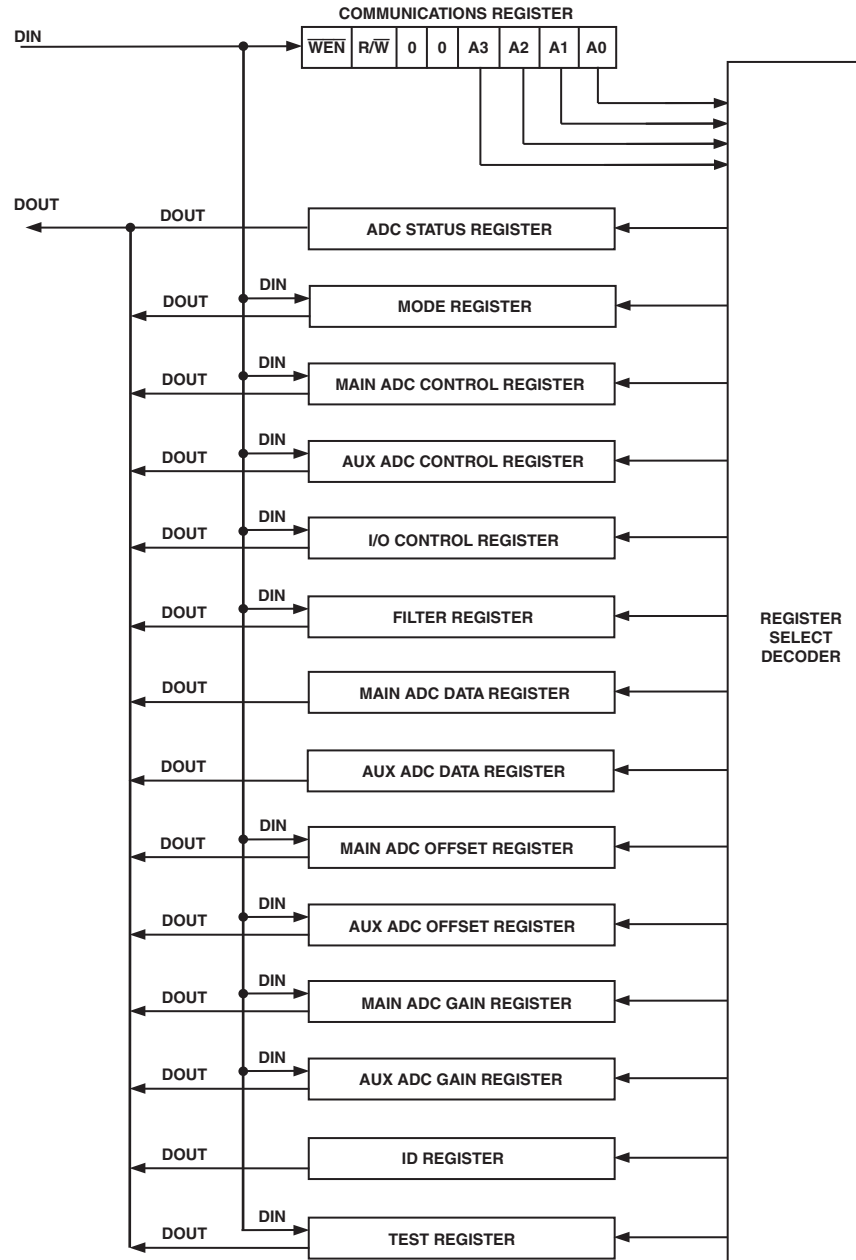 COMMUNICATIONS REGISTER
DIN
WEN R/W 0 0 A3 A2 A1 A0
DOUT
DOUT
ADC STATUS REGISTER
DIN
DOUT
MODE REGISTER
DIN
DOUT
MAIN ADC CONTROL REGISTER
DIN
DOUT
AUX ADC CONTROL REGISTER
DIN
DOUT
I/O CONTROL REGISTER
DIN
DOUT
FILTER REGISTER
REGISTER
SELECT
DECODER
DOUT
MAIN ADC DATA REGISTER
DOUT
AUX ADC DATA REGISTER
DIN
DOUT
MAIN ADC OFFSET REGISTER
DIN
DOUT
AUX ADC OFFSET REGISTER
DIN
DOUT
MAIN ADC GAIN REGISTER
DIN
DOUT
AUX ADC GAIN REGISTER
DOUT
ID REGISTER
DIN
DOUT
TEST REGISTER